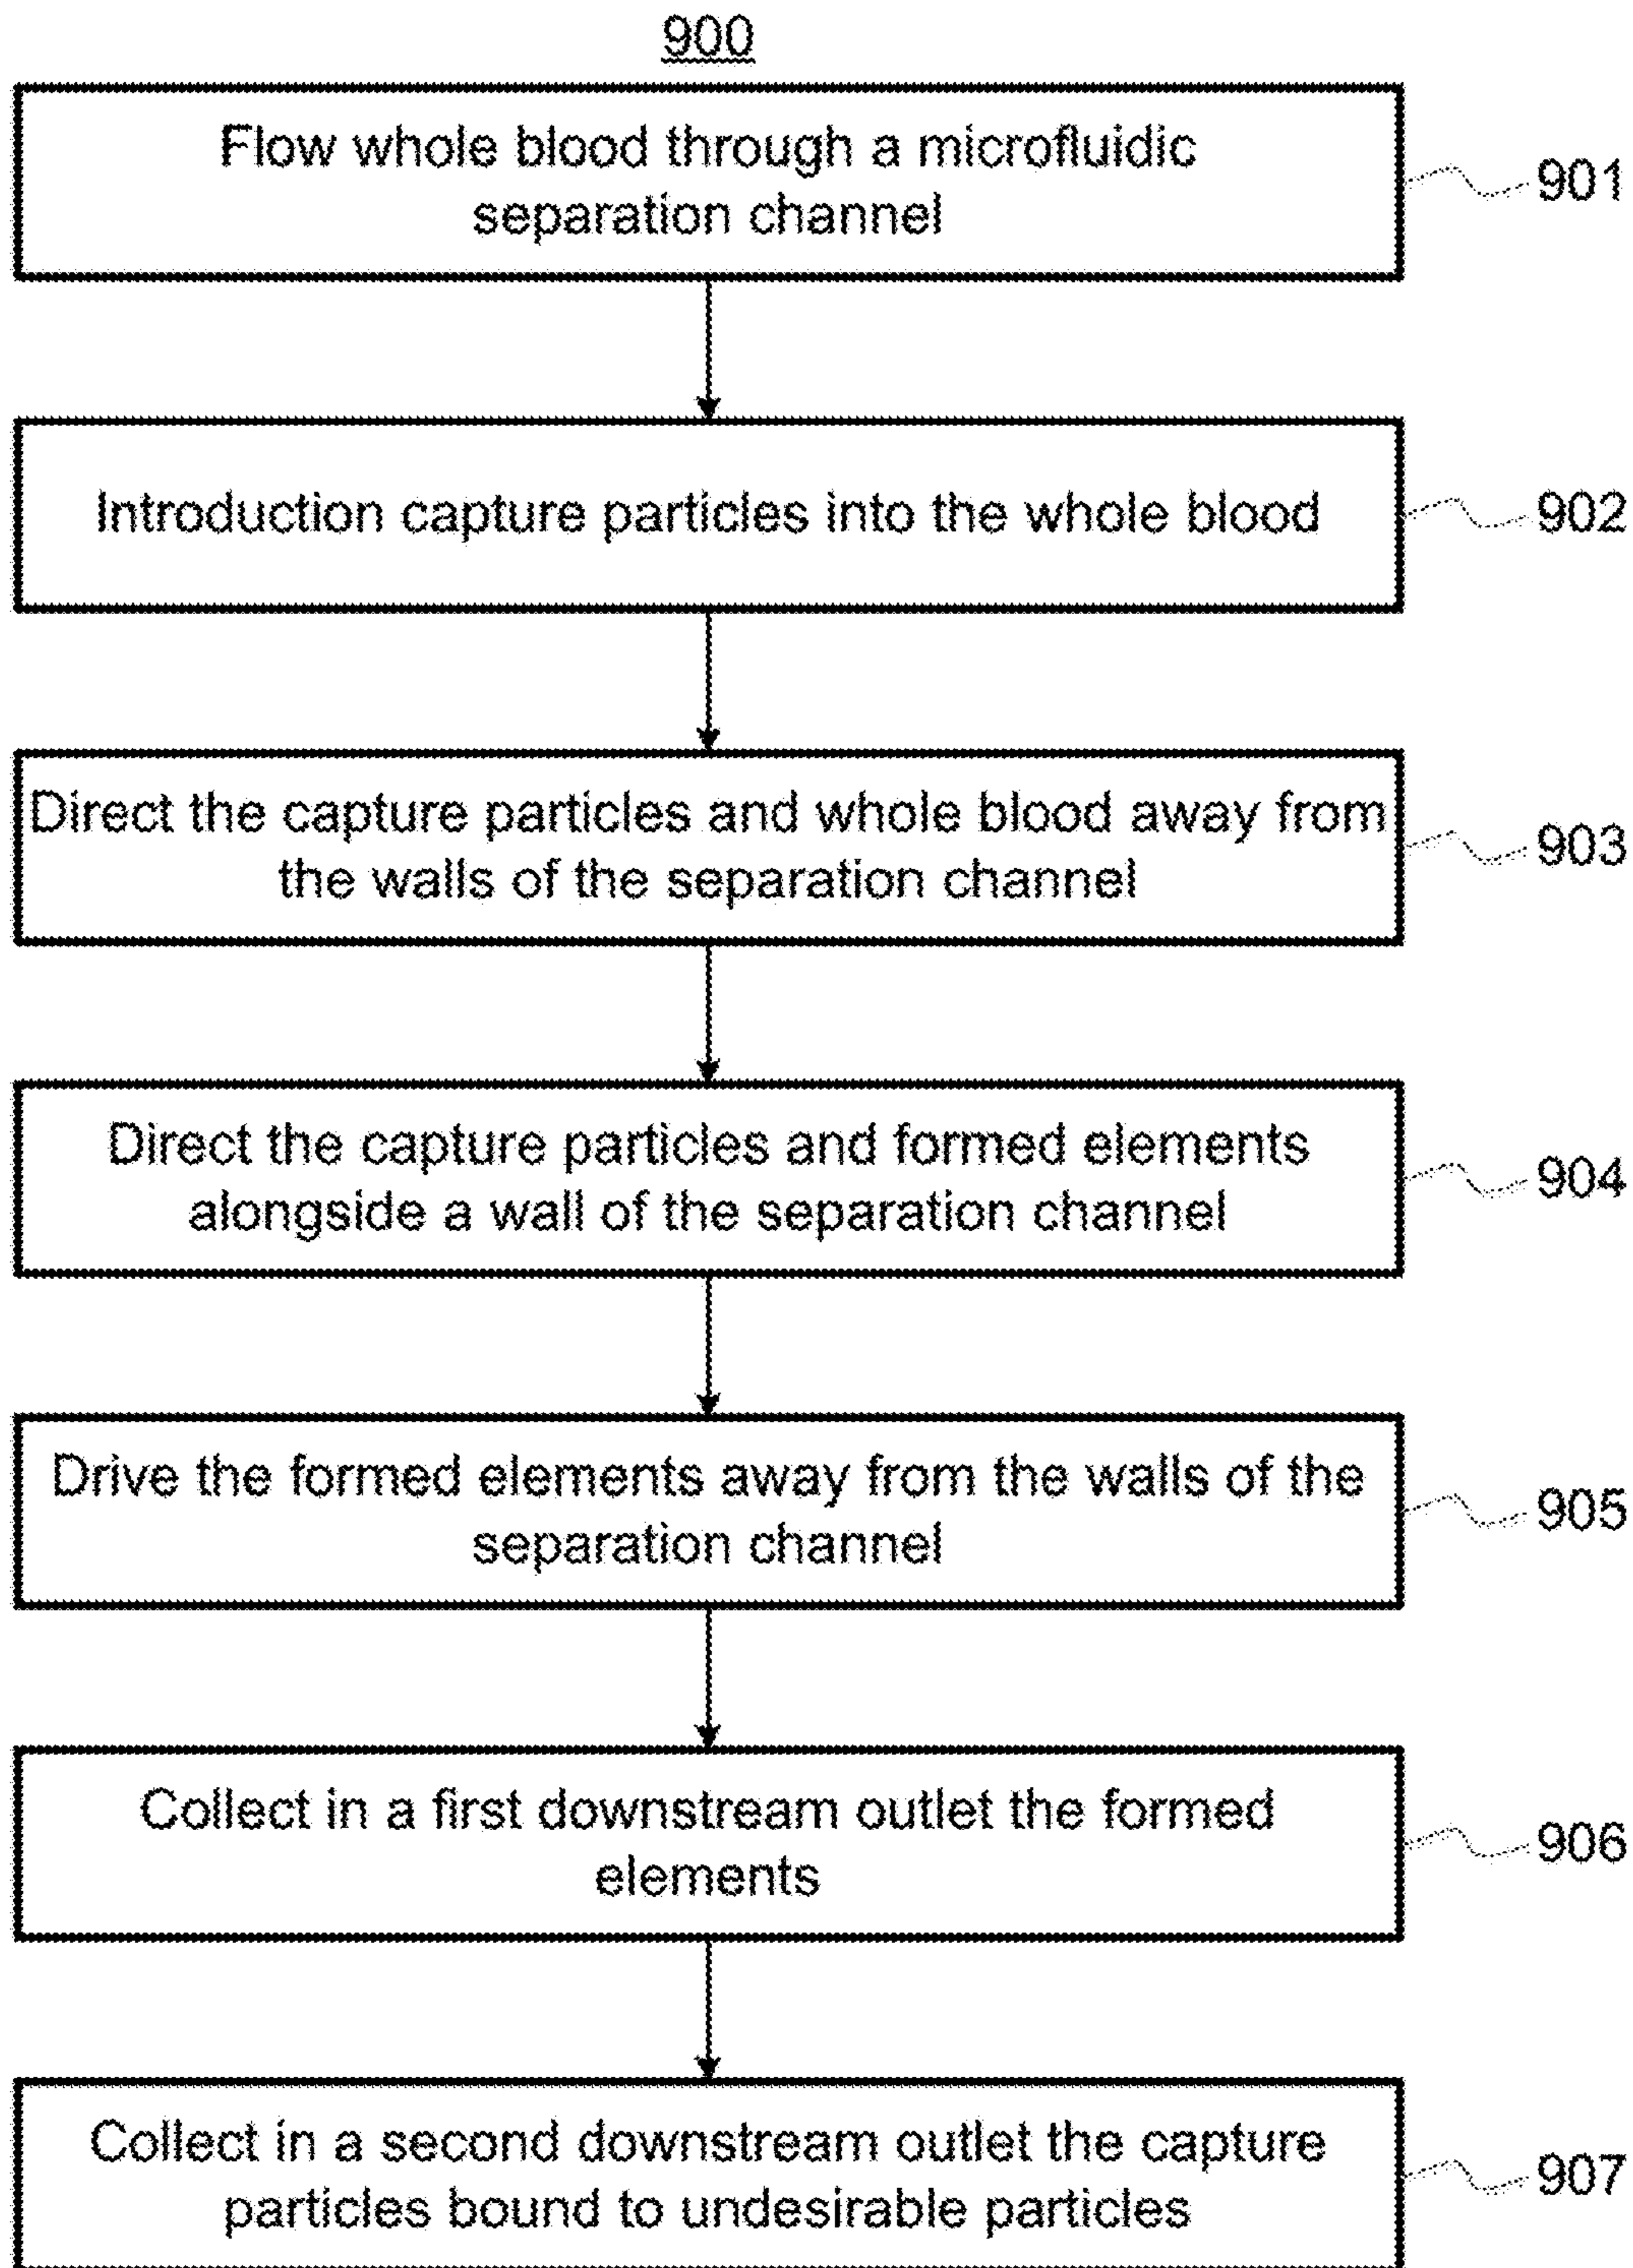 900
Flow whole blood through a microfluidic
separation channel
901
Introduction capture particles into the whole blood
902
Direct the capture particles and whole blood away from
the walls of the separation channel
903
Direct the capture particles and formed elements
alongside a wall of the separation channel
904
Drive the formed elements away from the walls of the
separation channel
905
Collect in a first downstream outlet the formed
elements
906
Collect in a second downstream outlet the capture
particles bound to undesirable particles
907